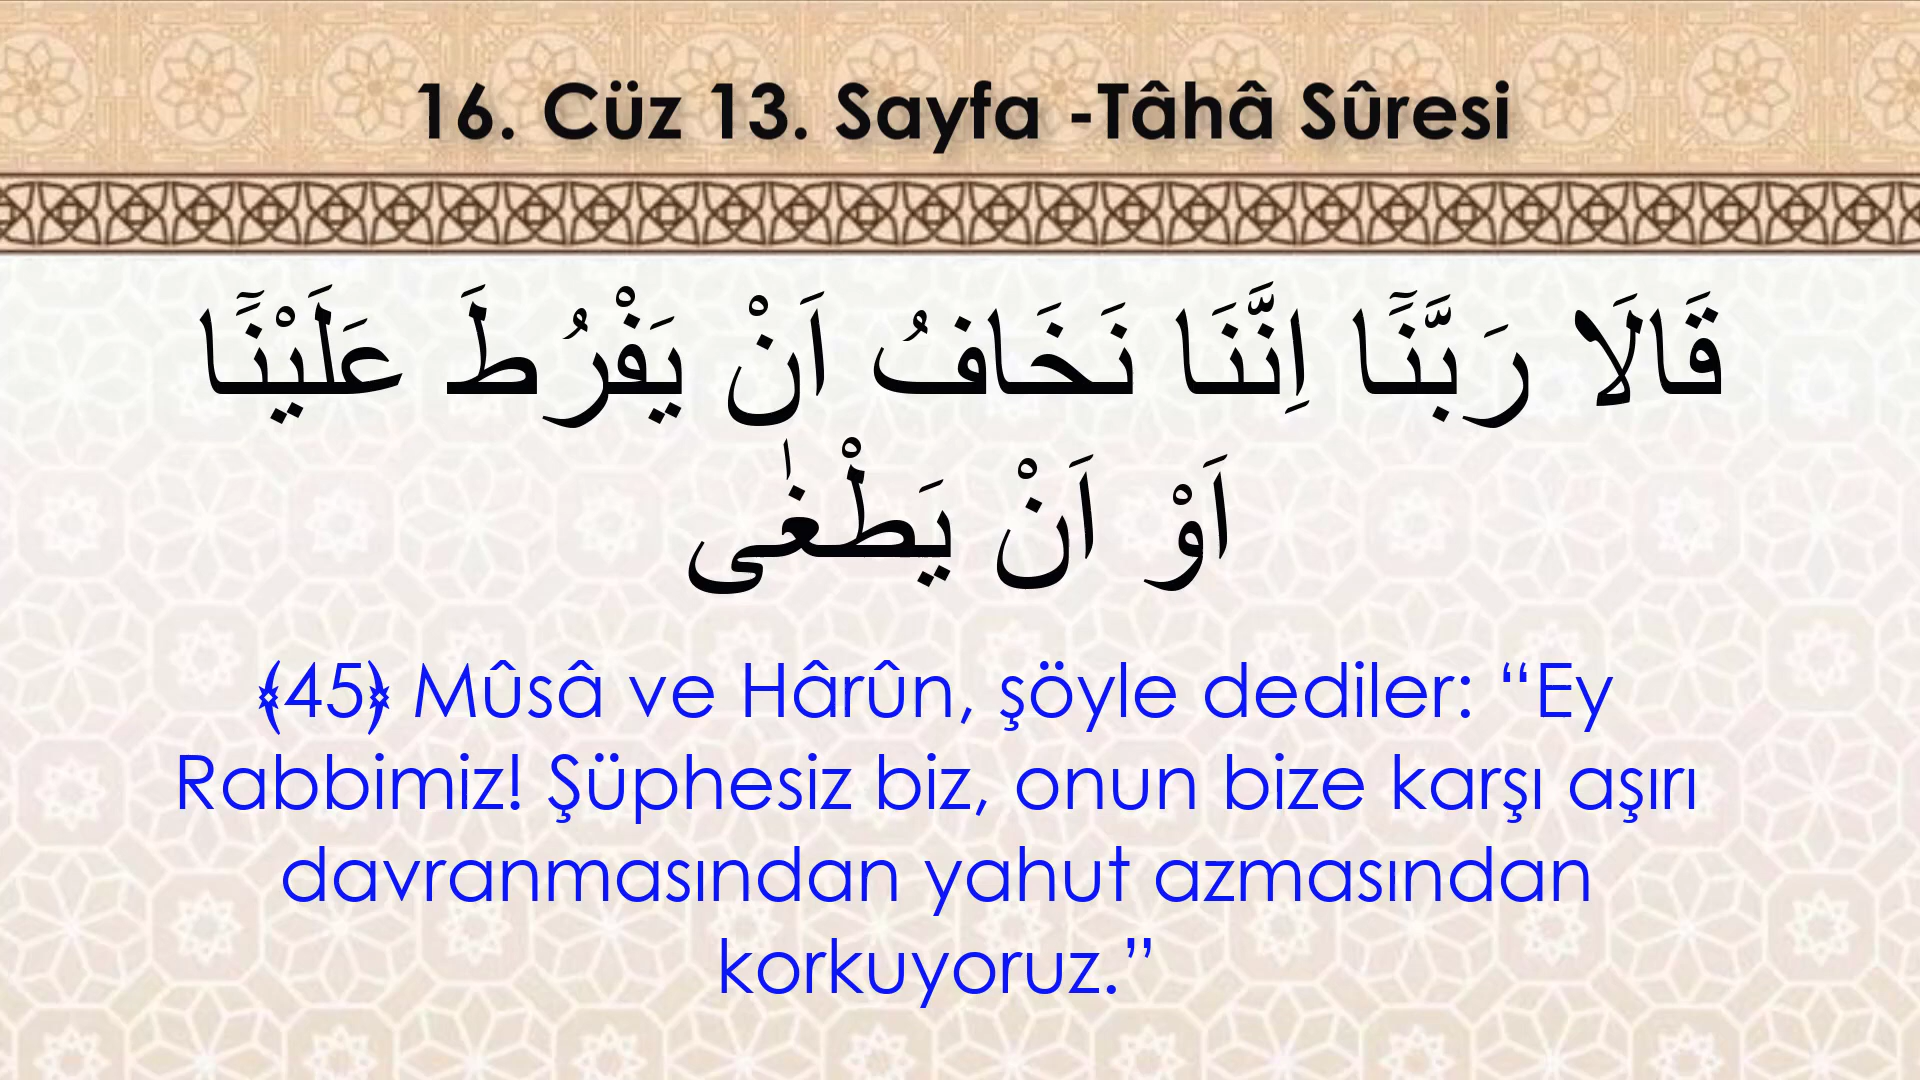 16. Cüz 13. Sayfa -Tâhâ Sûresi
قَالَا رَبَّنَٓا اِنَّنَا نَخَافُ اَنْ يَفْرُطَ عَلَيْنَٓا
اَوْ اَنْ يَطْغٰى
﴾45﴿ Mûsâ ve Hârûn, şöyle dediler: “Ey
Rabbimiz! Şüphesiz biz, onun bize karşı aşırı
davranmasından yahut azmasından
korkuyoruz.”